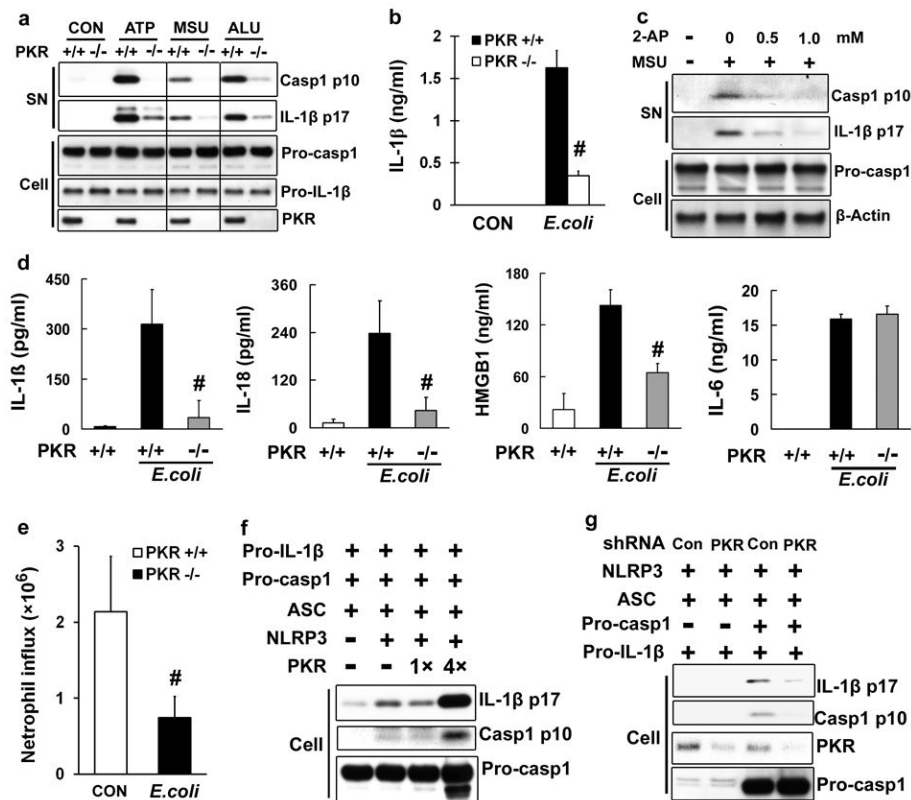 a
CON ATP MSU ALU
PKR +/+ -/- +/+ -/- +/+ -/- +/+ -/-
SN
Casp1 p10
IL-1β p17
Cell
Pro-casp1
Pro-IL-1β
PKR
b
IL-1β (ng/ml)
2
1.5
1
0.5
0
PKR +/+
PKR -/-
#
CON E.coli
c
2-AP - 0 0.5 1.0 mM
MSU - + + +
SN
Casp1 p10
IL-1β p17
Cell
Pro-casp1
β-Actin
d
IL-1ß (pg/ml)
450
300
150
0
#
PKR +/+ +/+ -/-
E.coli
IL-18 (pg/ml)
360
240
120
0
#
PKR +/+ +/+ -/-
E.coli
HMGB1 (ng/ml)
180
120
60
0
#
PKR +/+ +/+ -/-
E.coli
IL-6 (ng/ml)
20
15
10
5
0
PKR +/+ +/+ -/-
E.coli
e
Netrophil influx (×10⁶)
3
2
1
0
PKR +/+
PKR -/-
#
CON E.coli
f
Pro-IL-1β + + + +
Pro-casp1 + + + +
ASC + + + +
NLRP3 - + + +
PKR - - 1× 4×
Cell
IL-1β p17
Casp1 p10
Pro-casp1
g
shRNA Con PKR Con PKR
NLRP3 + + + +
ASC + + + +
Pro-casp1 - - + +
Pro-IL-1β + + + +
Cell
IL-1β p17
Casp1 p10
PKR
Pro-casp1